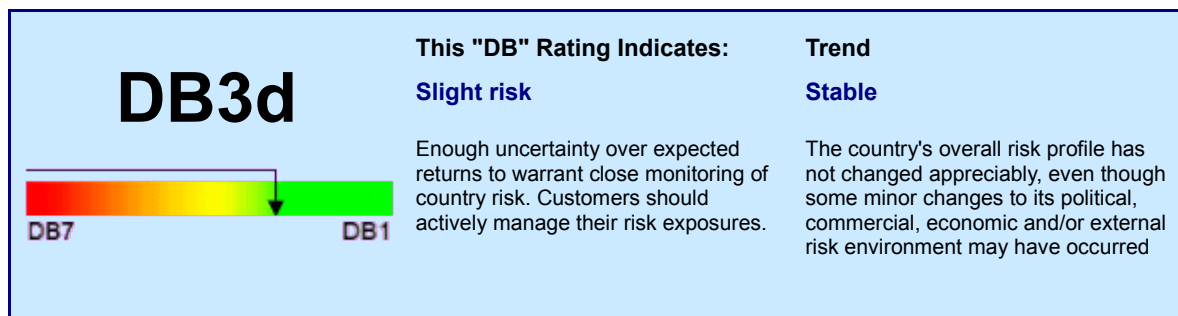 DB3d
DB7
DB1
This "DB" Rating Indicates:
Slight risk
Enough uncertainty over expected
returns to warrant close monitoring of
country risk. Customers should
actively manage their risk exposures.
Trend
Stable
The country's overall risk profile has
not changed appreciably, even though
some minor changes to its political,
commercial, economic and/or external
risk environment may have occurred